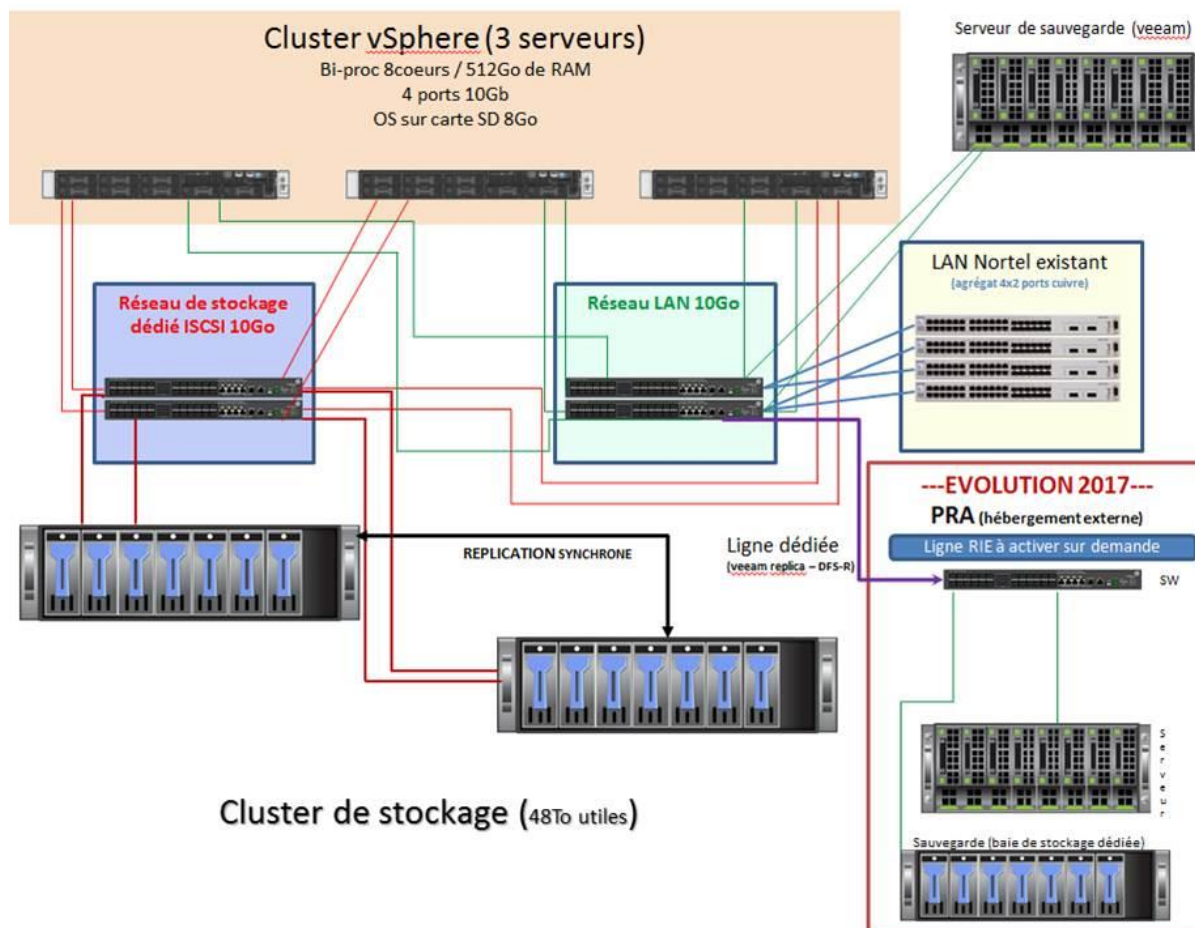 Cluster vSphere (3 serveurs)
Bi-proc 8coeurs / 512Go de RAM
4 ports 10Gb
OS sur carte SD 8Go
Serveur de sauvegarde (veeam)
Réseau de stockage
dédié ISCSI 10Go
Réseau LAN 10Go
LAN Nortel existant
(agrégat 4x2 ports cuivre)
---EVOLUTION 2017---
PRA (hébergement externe)
Ligne RIE à activer sur demande
SW
REPLICATION SYNCHRONE
Ligne dédiée
(veeam replica – DFS-R)
Serveur
Cluster de stockage (48To utiles)
Sauvegarde (baie de stockage dédiée)